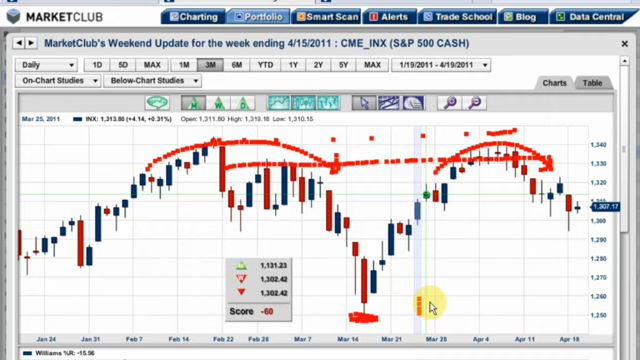 MARKETCLUB
Charting Portfolio Smart Scan Alerts Trade School Blog Data Central
MarketClub's Weekend Update for the week ending 4/15/2011 : CME_INX (S&P 500 CASH)
Daily 1D 5D MAX 1M 3M 6M YTD 1Y 2Y 5Y MAX 1/19/2011 - 4/19/2011
On-Chart Studies Below-Chart Studies Charts Table
M W D
Mar 25, 2011 INX: 1,313.80 (+4.14, +0.31%) Open: 1,311.80 High: 1,319.18 Low: 1,310.15
1,340
1,330
1,320
1,310
1,307.17
1,300
1,290
1,280
1,270
1,260
1,250
1,131.23
1,302.42
1,302.42
Score -60
Jan 24 Jan 31 Feb 7 Feb 14 Feb 22 Feb 28 Mar 7 Mar 14 Mar 21 Mar 28 Apr 4 Apr 11 Apr 18
Williams %R: -15.56